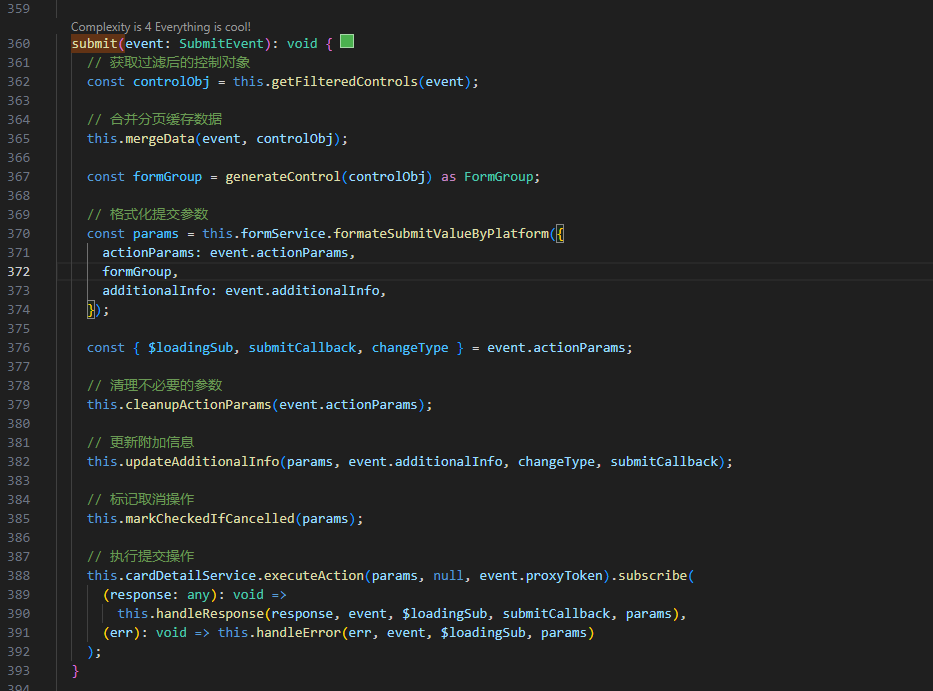 359
Complexity is 4 Everything is cool!
360 submit(event: SubmitEvent): void {
361 // 获取过滤后的控制对象
362 const controlObj = this.getFilteredControls(event);
363
364 // 合并分页缓存数据
365 this.mergeData(event, controlObj);
366
367 const formGroup = generateControl(controlObj) as FormGroup;
368
369 // 格式化提交参数
370 const params = this.formService.formateSubmitValueByPlatform({
371 actionParams: event.actionParams,
372 formGroup,
373 additionalInfo: event.additionalInfo,
374 });
375
376 const { $loadingSub, submitCallback, changeType } = event.actionParams;
377
378 // 清理不必要的参数
379 this.cleanupActionParams(event.actionParams);
380
381 // 更新附加信息
382 this.updateAdditionalInfo(params, event.additionalInfo, changeType, submitCallback);
383
384 // 标记取消操作
385 this.markCheckedIfCancelled(params);
386
387 // 执行提交操作
388 this.cardDetailService.executeAction(params, null, event.proxyToken).subscribe(
389 (response: any): void =>
390 this.handleResponse(response, event, $loadingSub, submitCallback, params),
391 (err): void => this.handleError(err, event, $loadingSub, params)
392 );
393 }
394